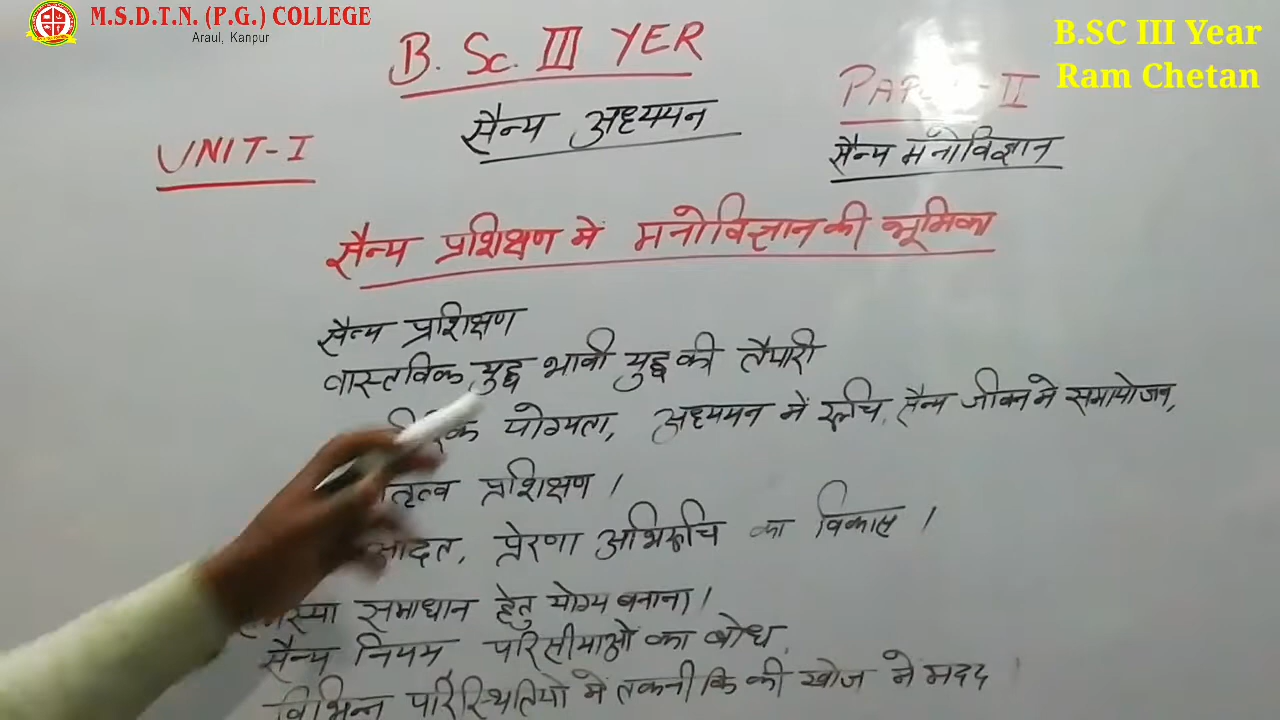 M.S.D.T.N. (P.G.) COLLEGE
Araul, Kanpur
B.SC III Year
Ram Chetan
B. Sc. III YER
सैन्य अध्ययन
UNIT-I
II
सैन्य मनोविज्ञान
सैन्य प्रशिक्षण मे मनोविज्ञान की भूमिका
सैन्य प्रशिक्षण
वास्तविक युद्ध भावी युद्ध की तैयारी
योग्यता, अध्ययन में रूचि, सैन्य जीवन मे समायोजन,
प्रशिक्षण।
आदत, प्रेरणा अभिरूचि का विकास।
समाधान हेतु योग्य बनाना।
सैन्य नियम परिसीमाओ का बोध
विभिन्न परिस्थितियो मे तकनीकि की खोज मे मदद।